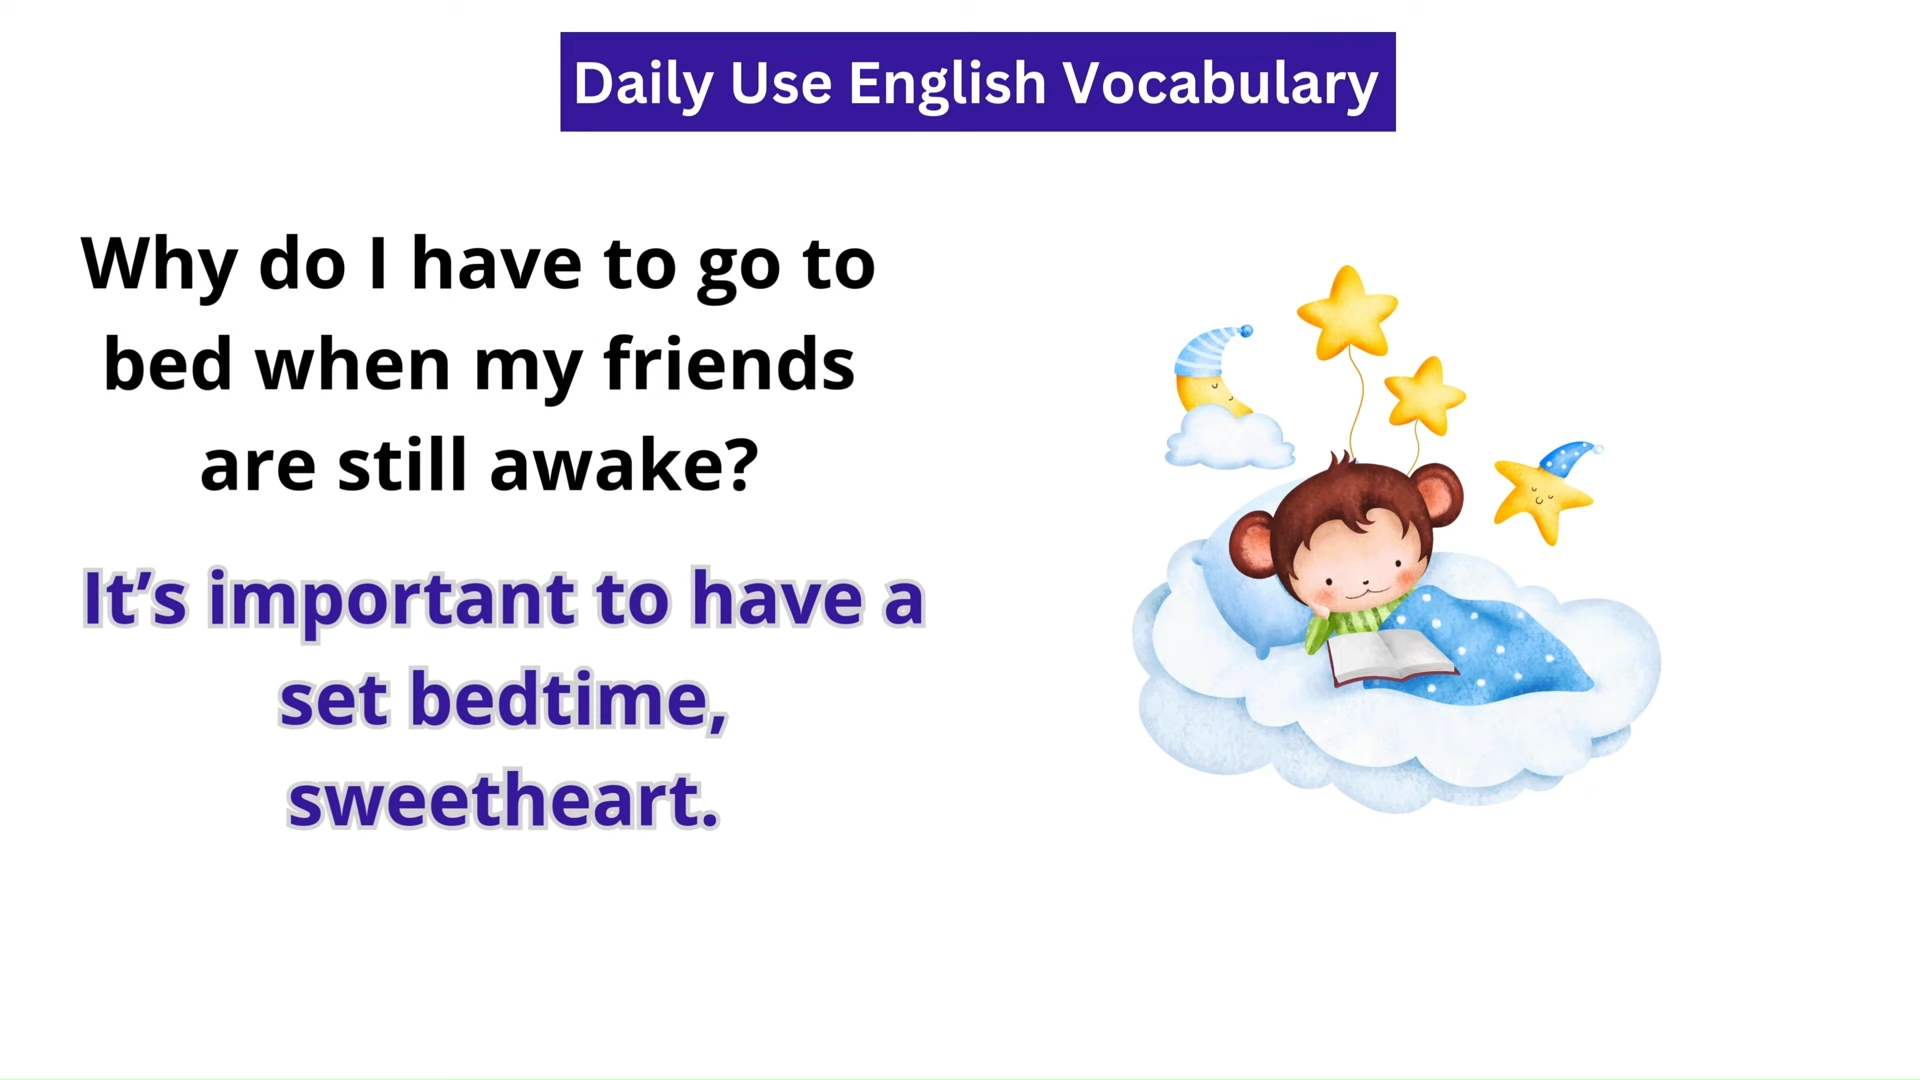 Daily Use English Vocabulary
Why do I have to go to
bed when my friends
are still awake?
It’s important to have a
set bedtime,
sweetheart.